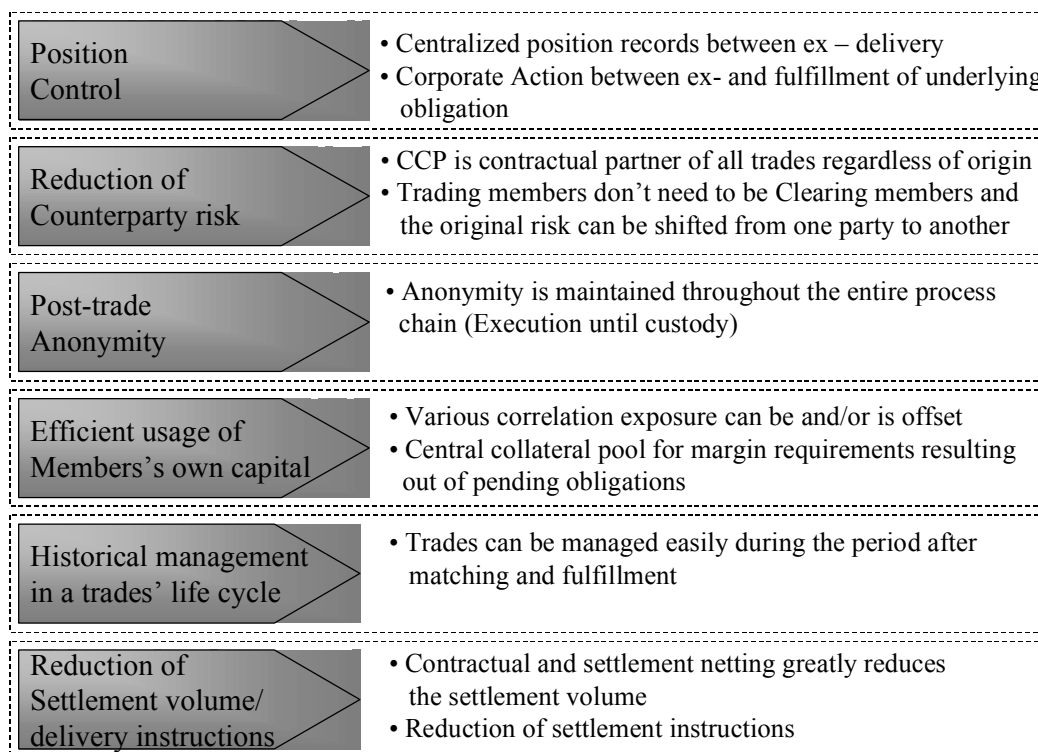 Position
Control
• Centralized position records between ex – delivery
• Corporate Action between ex- and fulfillment of underlying
obligation
Reduction of
Counterparty risk
• CCP is contractual partner of all trades regardless of origin
• Trading members don’t need to be Clearing members and
the original risk can be shifted from one party to another
Post-trade
Anonymity
• Anonymity is maintained throughout the entire process
chain (Execution until custody)
Efficient usage of
Members’s own capital
• Various correlation exposure can be and/or is offset
• Central collateral pool for margin requirements resulting
out of pending obligations
Historical management
in a trades’ life cycle
• Trades can be managed easily during the period after
matching and fulfillment
Reduction of
Settlement volume/
delivery instructions
• Contractual and settlement netting greatly reduces
the settlement volume
• Reduction of settlement instructions